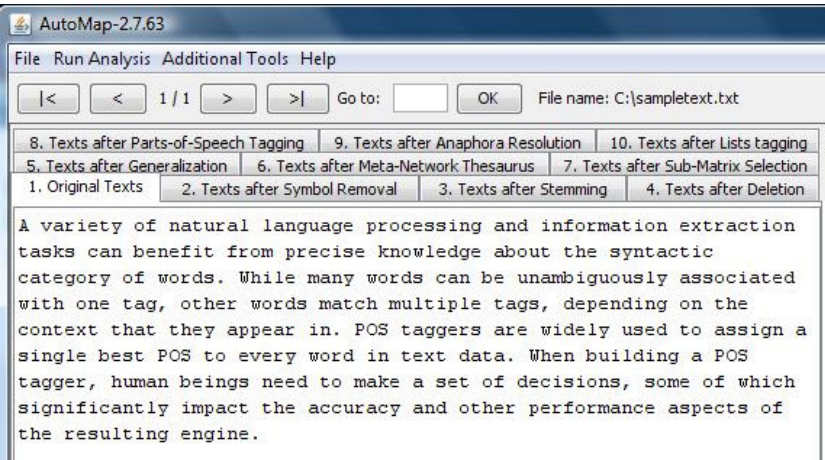 AutoMap-2.7.63
File Run Analysis Additional Tools Help
|< < 1 / 1 > >| Go to: OK File name: C:\sampletext.txt
8. Texts after Parts-of-Speech Tagging 9. Texts after Anaphora Resolution 10. Texts after Lists tagging
5. Texts after Generalization 6. Texts after Meta-Network Thesaurus 7. Texts after Sub-Matrix Selection
1. Original Texts 2. Texts after Symbol Removal 3. Texts after Stemming 4. Texts after Deletion
A variety of natural language processing and information extraction
tasks can benefit from precise knowledge about the syntactic
category of words. While many words can be unambiguously associated
with one tag, other words match multiple tags, depending on the
context that they appear in. POS taggers are widely used to assign a
single best POS to every word in text data. When building a POS
tagger, human beings need to make a set of decisions, some of which
significantly impact the accuracy and other performance aspects of
the resulting engine.